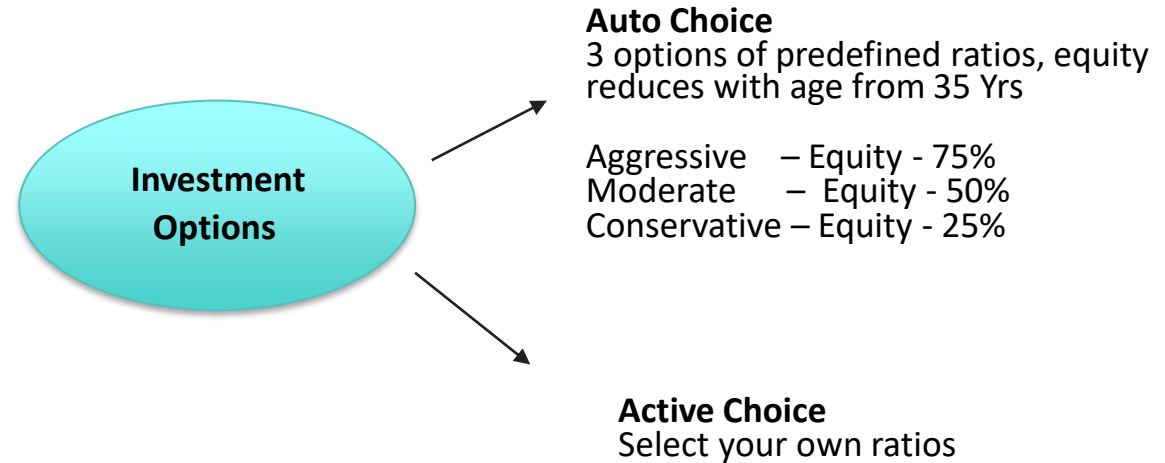 Investment
Options
Auto Choice
3 options of predefined ratios, equity
reduces with age from 35 Yrs
Aggressive – Equity - 75%
Moderate – Equity - 50%
Conservative – Equity - 25%
Active Choice
Select your own ratios